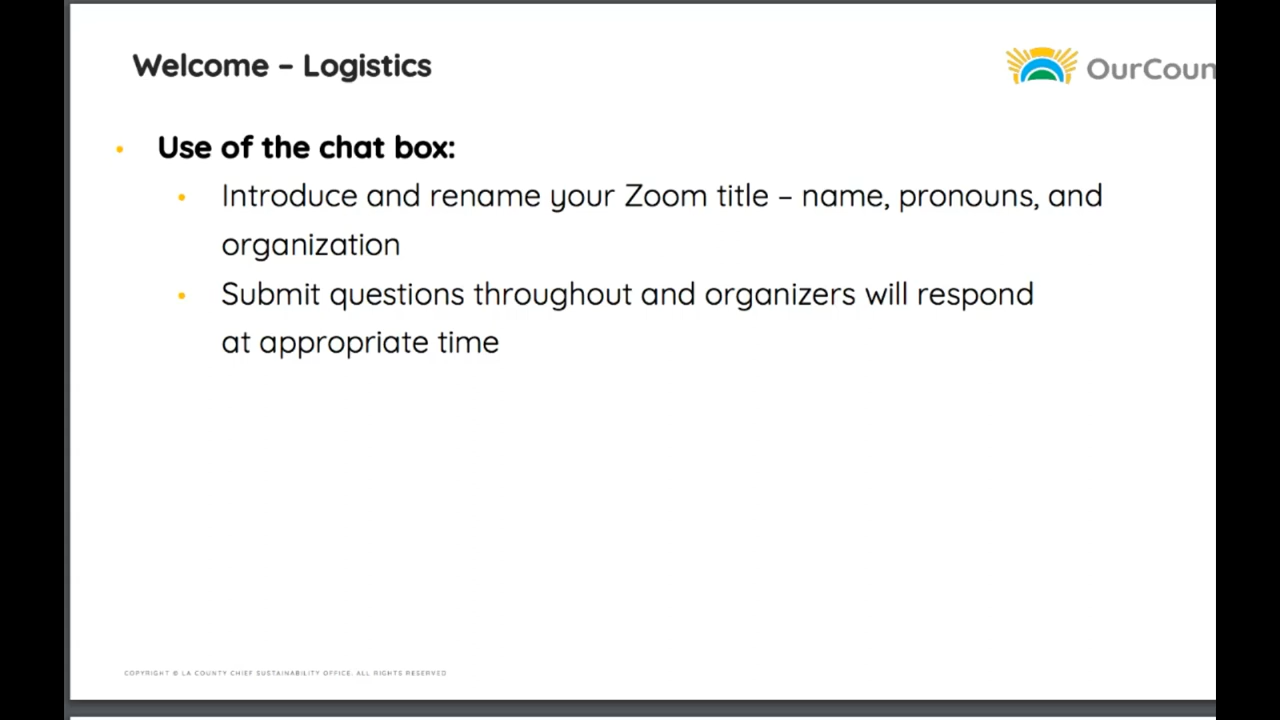 Welcome – Logistics
OurCoun
• Use of the chat box:
• Introduce and rename your Zoom title – name, pronouns, and
organization
• Submit questions throughout and organizers will respond
at appropriate time
COPYRIGHT © LA COUNTY CHIEF SUSTAINABILITY OFFICE. ALL RIGHTS RESERVED